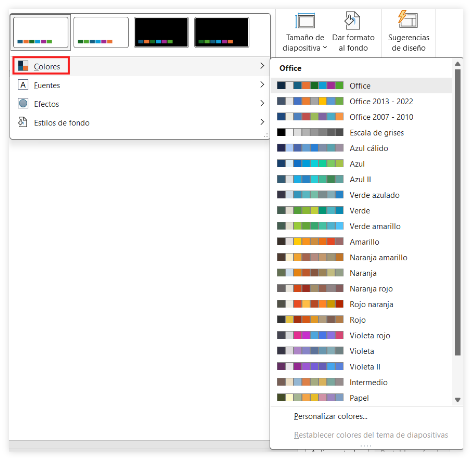 Tamaño de
diapositiva
Dar formato
al fondo
Sugerencias
de diseño
Colores
Fuentes
Efectos
Estilos de fondo
Office
Office
Office 2013 - 2022
Office 2007 - 2010
Escala de grises
Azul cálido
Azul
Azul II
Verde azulado
Verde
Verde amarillo
Amarillo
Naranja amarillo
Naranja
Naranja rojo
Rojo naranja
Rojo
Violeta rojo
Violeta
Violeta II
Intermedio
Papel
Personalizar colores...
Restablecer colores del tema de diapositivas